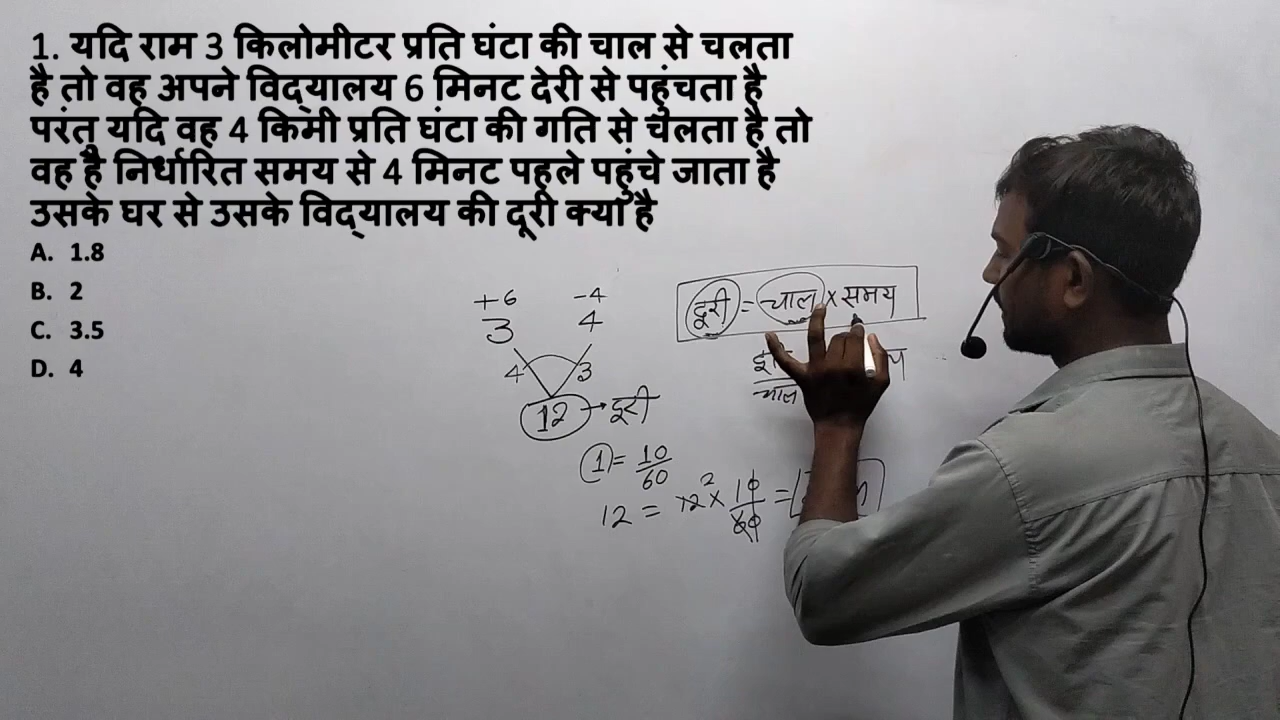 1. यदि राम 3 किलोमीटर प्रति घंटा की चाल से चलता
है तो वह अपने विद्यालय 6 मिनट देरी से पहुंचता है
परंतु यदि वह 4 किमी प्रति घंटा की गति से चलता है तो
वह है निर्धारित समय से 4 मिनट पहले पहुंचे जाता है
उसके घर से उसके विद्यालय की दूरी क्या है
A. 1.8
B. 2
C. 3.5
D. 4
+6 -4
3 4
4 3
12 → दूरी
1 = 10/60
12 = 12 2 × 10/60 =
दूरी = चाल × समय
चाल